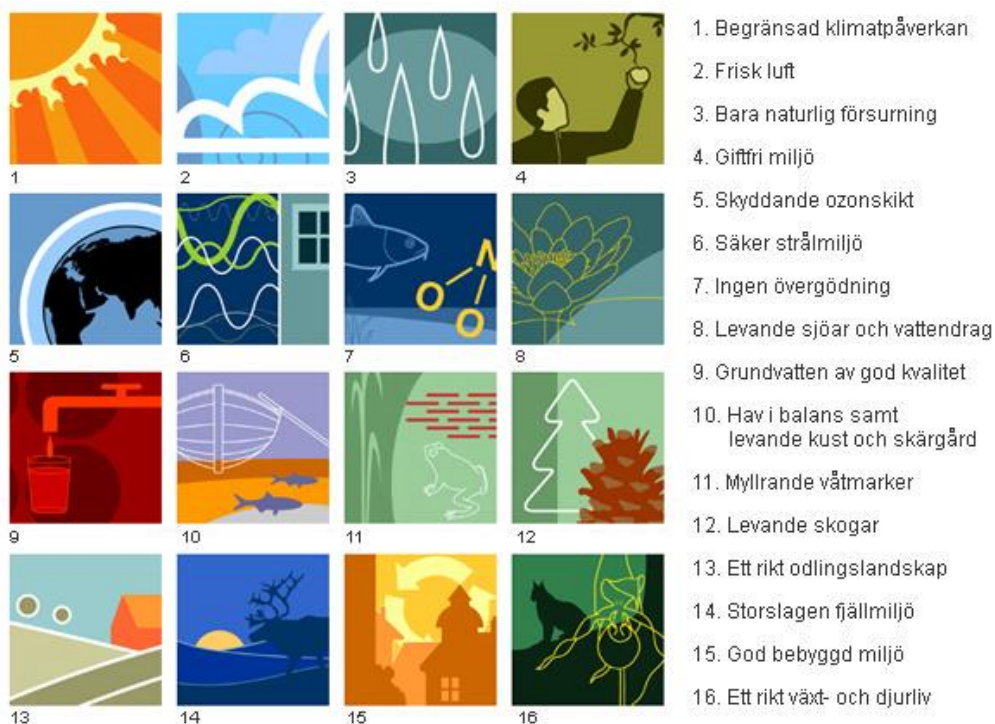 1
2
3
4
5
6
7
O
N
O
8
9
10
11
12
13
14
15
16
1. Begränsad klimatpåverkan
2. Frisk luft
3. Bara naturlig försurning
4. Giftfri miljö
5. Skyddande ozonskikt
6. Säker strålmiljö
7. Ingen övergödning
8. Levande sjöar och vattendrag
9. Grundvatten av god kvalitet
10. Hav i balans samt
levande kust och skärgård
11. Myllrande våtmarker
12. Levande skogar
13. Ett rikt odlingslandskap
14. Storslagen fjällmiljö
15. God bebyggd miljö
16. Ett rikt växt- och djurliv